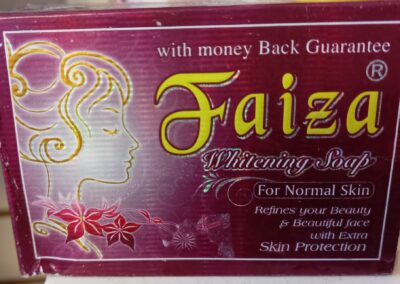 with money Back Guarantee
Faiza ®
Whitening Soap
For Normal Skin
Refines your Beauty
& Beautiful face
with Extra
Skin Protection